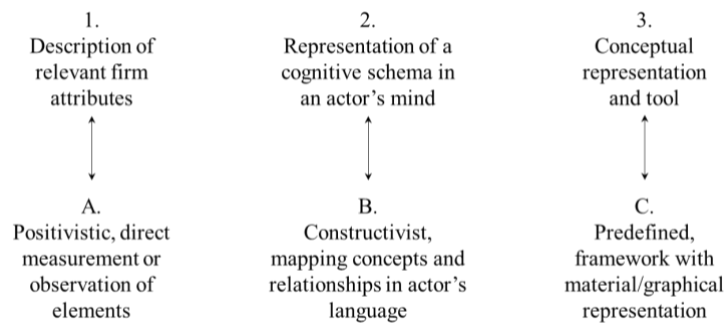 1.
Description of
relevant firm
attributes
2.
Representation of a
cognitive schema in
an actor's mind
3.
Conceptual
representation
and tool
A.
Positivistic, direct
measurement or
observation of
elements
B.
Constructivist,
mapping concepts and
relationships in actor's
language
C.
Predefined,
framework with
material/graphical
representation